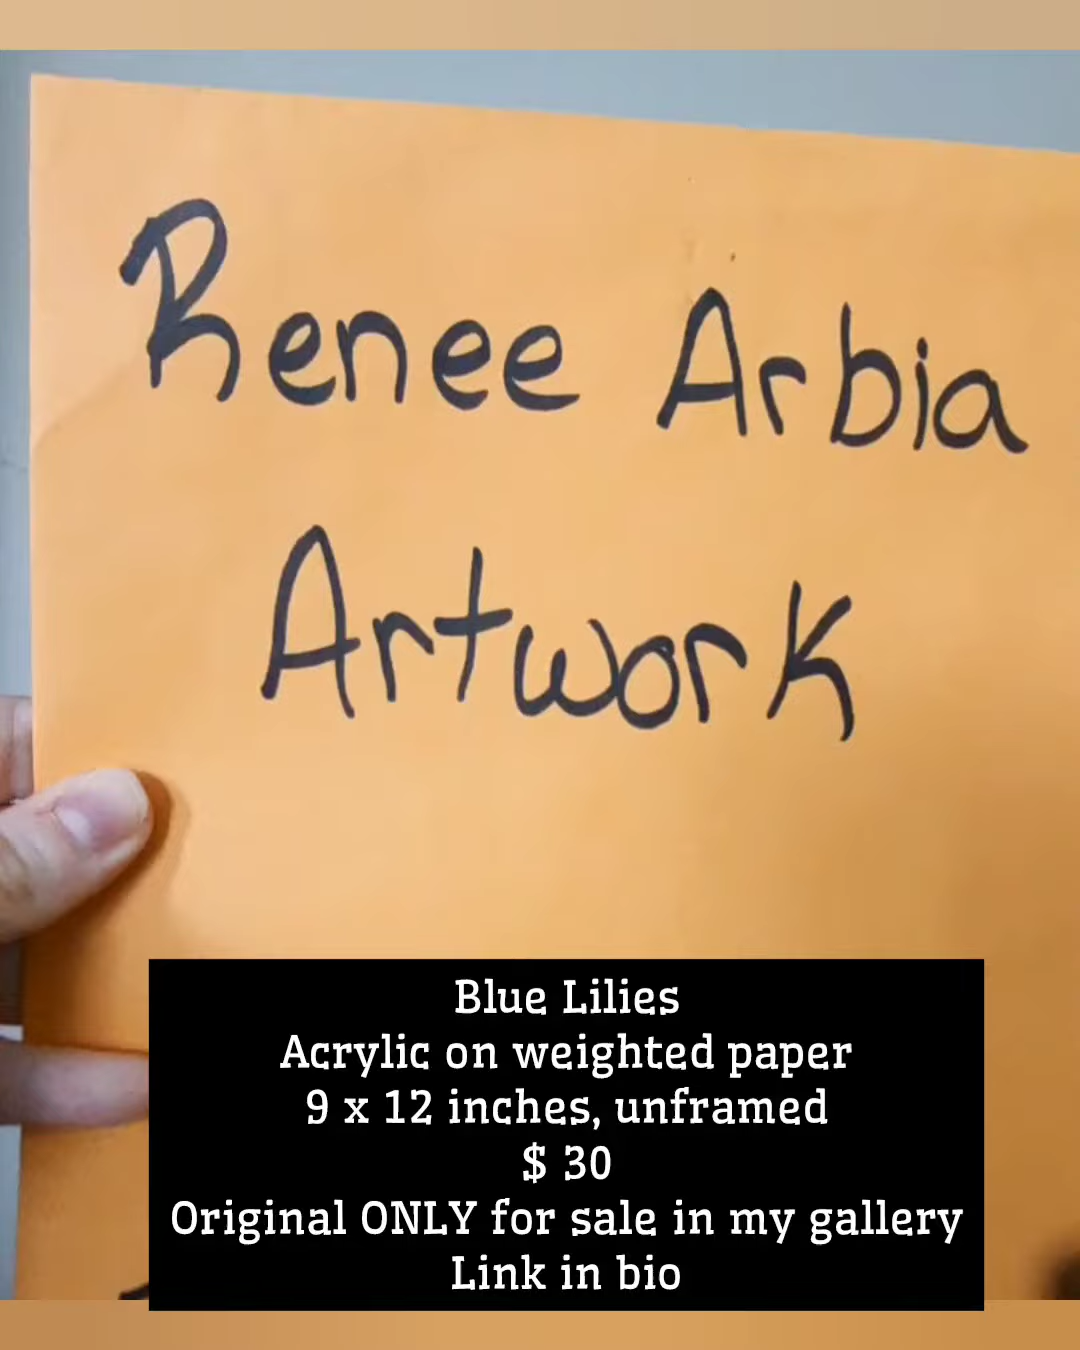 Renee Arbia
Artwork
Blue Lilies
Acrylic on weighted paper
9 x 12 inches, unframed
$ 30
Original ONLY for sale in my gallery
Link in bio